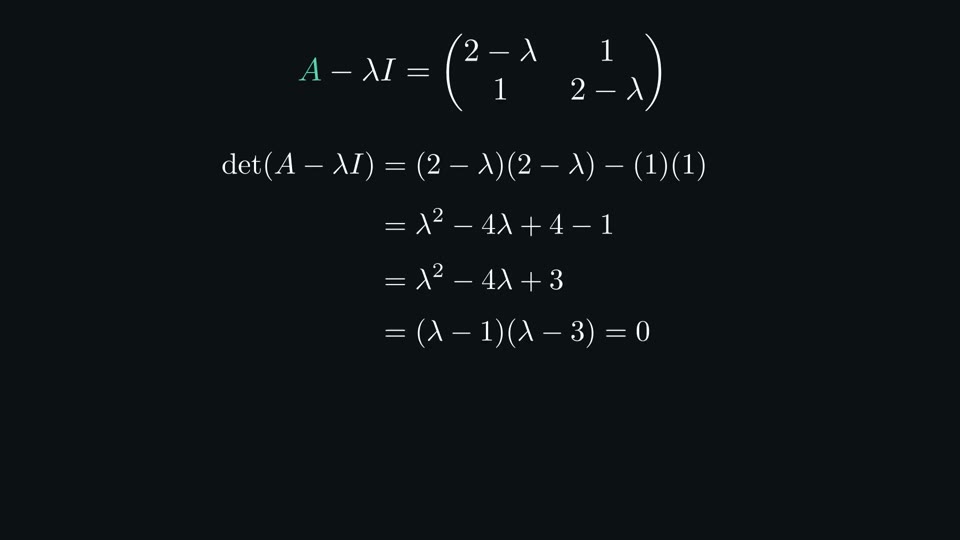 A − λI = (2 − λ 1
1 2 − λ)
det(A − λI) = (2 − λ)(2 − λ) − (1)(1)
= λ² − 4λ + 4 − 1
= λ² − 4λ + 3
= (λ − 1)(λ − 3) = 0